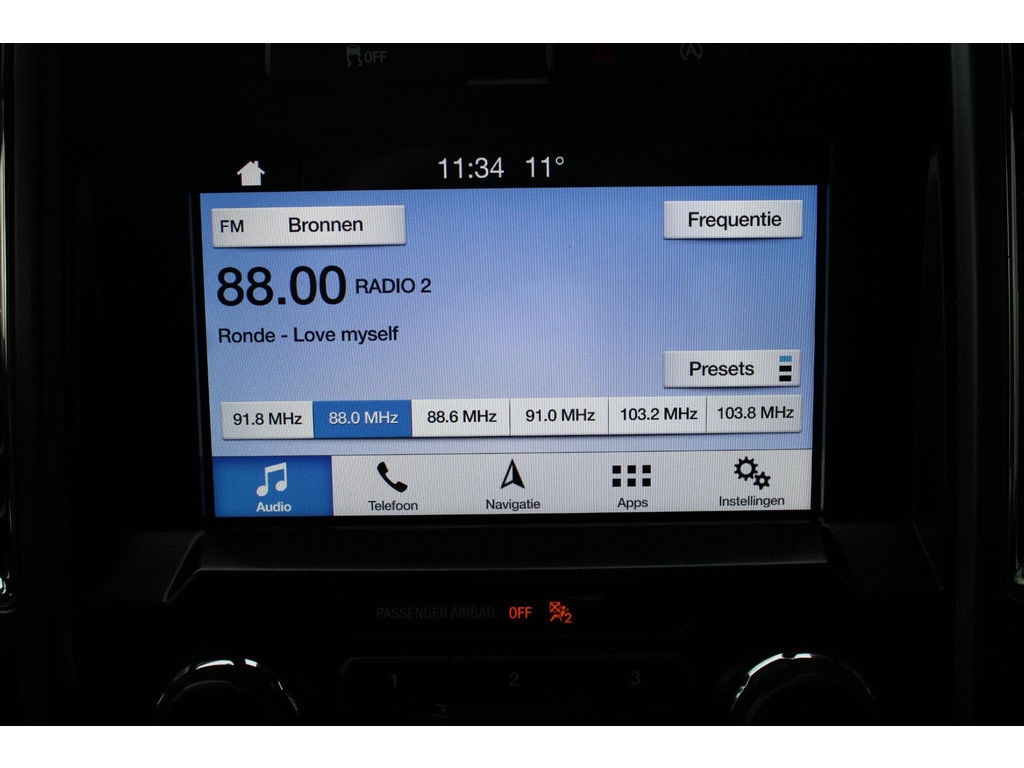 OFF
11:34 11°
FM Bronnen
Frequentie
88.00 RADIO 2
Ronde - Love myself
Presets
91.8 MHz 88.0 MHz 88.6 MHz 91.0 MHz 103.2 MHz 103.8 MHz
Audio Telefoon Navigatie Apps Instellingen
PASSENGER AIRBAG OFF 2
1 2 3